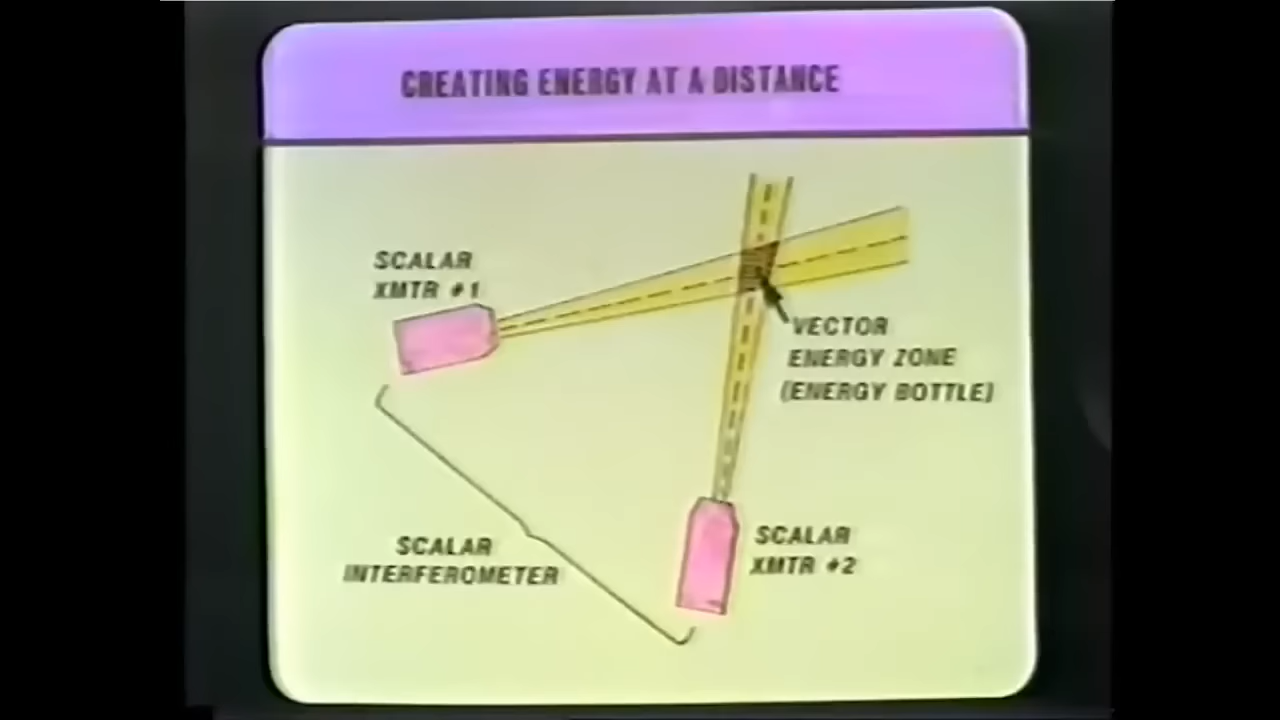 CREATING ENERGY AT A DISTANCE
SCALAR
XMTR #1
VECTOR
ENERGY ZONE
(ENERGY BOTTLE)
SCALAR
INTERFEROMETER
SCALAR
XMTR #2